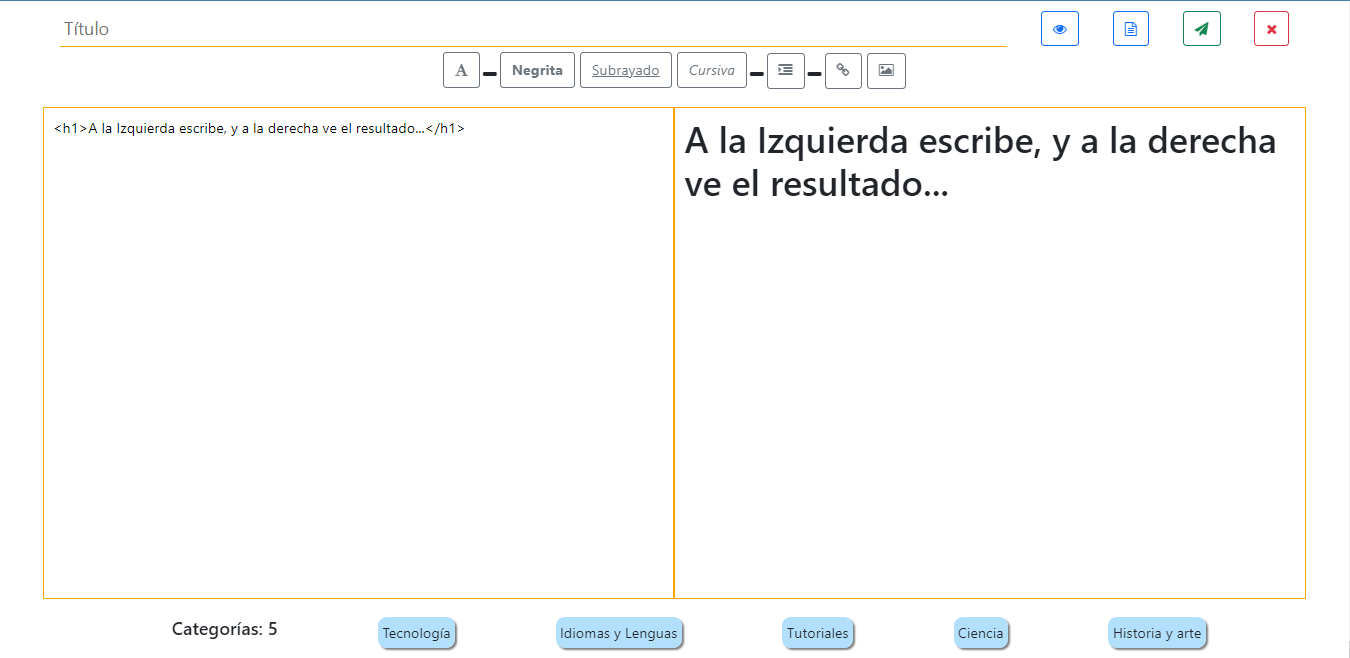 Título
A
Negrita
Subrayado
Cursiva
<h1>A la Izquierda escribe, y a la derecha ve el resultado...</h1>
A la Izquierda escribe, y a la derecha
ve el resultado...
Categorías: 5
Tecnología
Idiomas y Lenguas
Tutoriales
Ciencia
Historia y arte